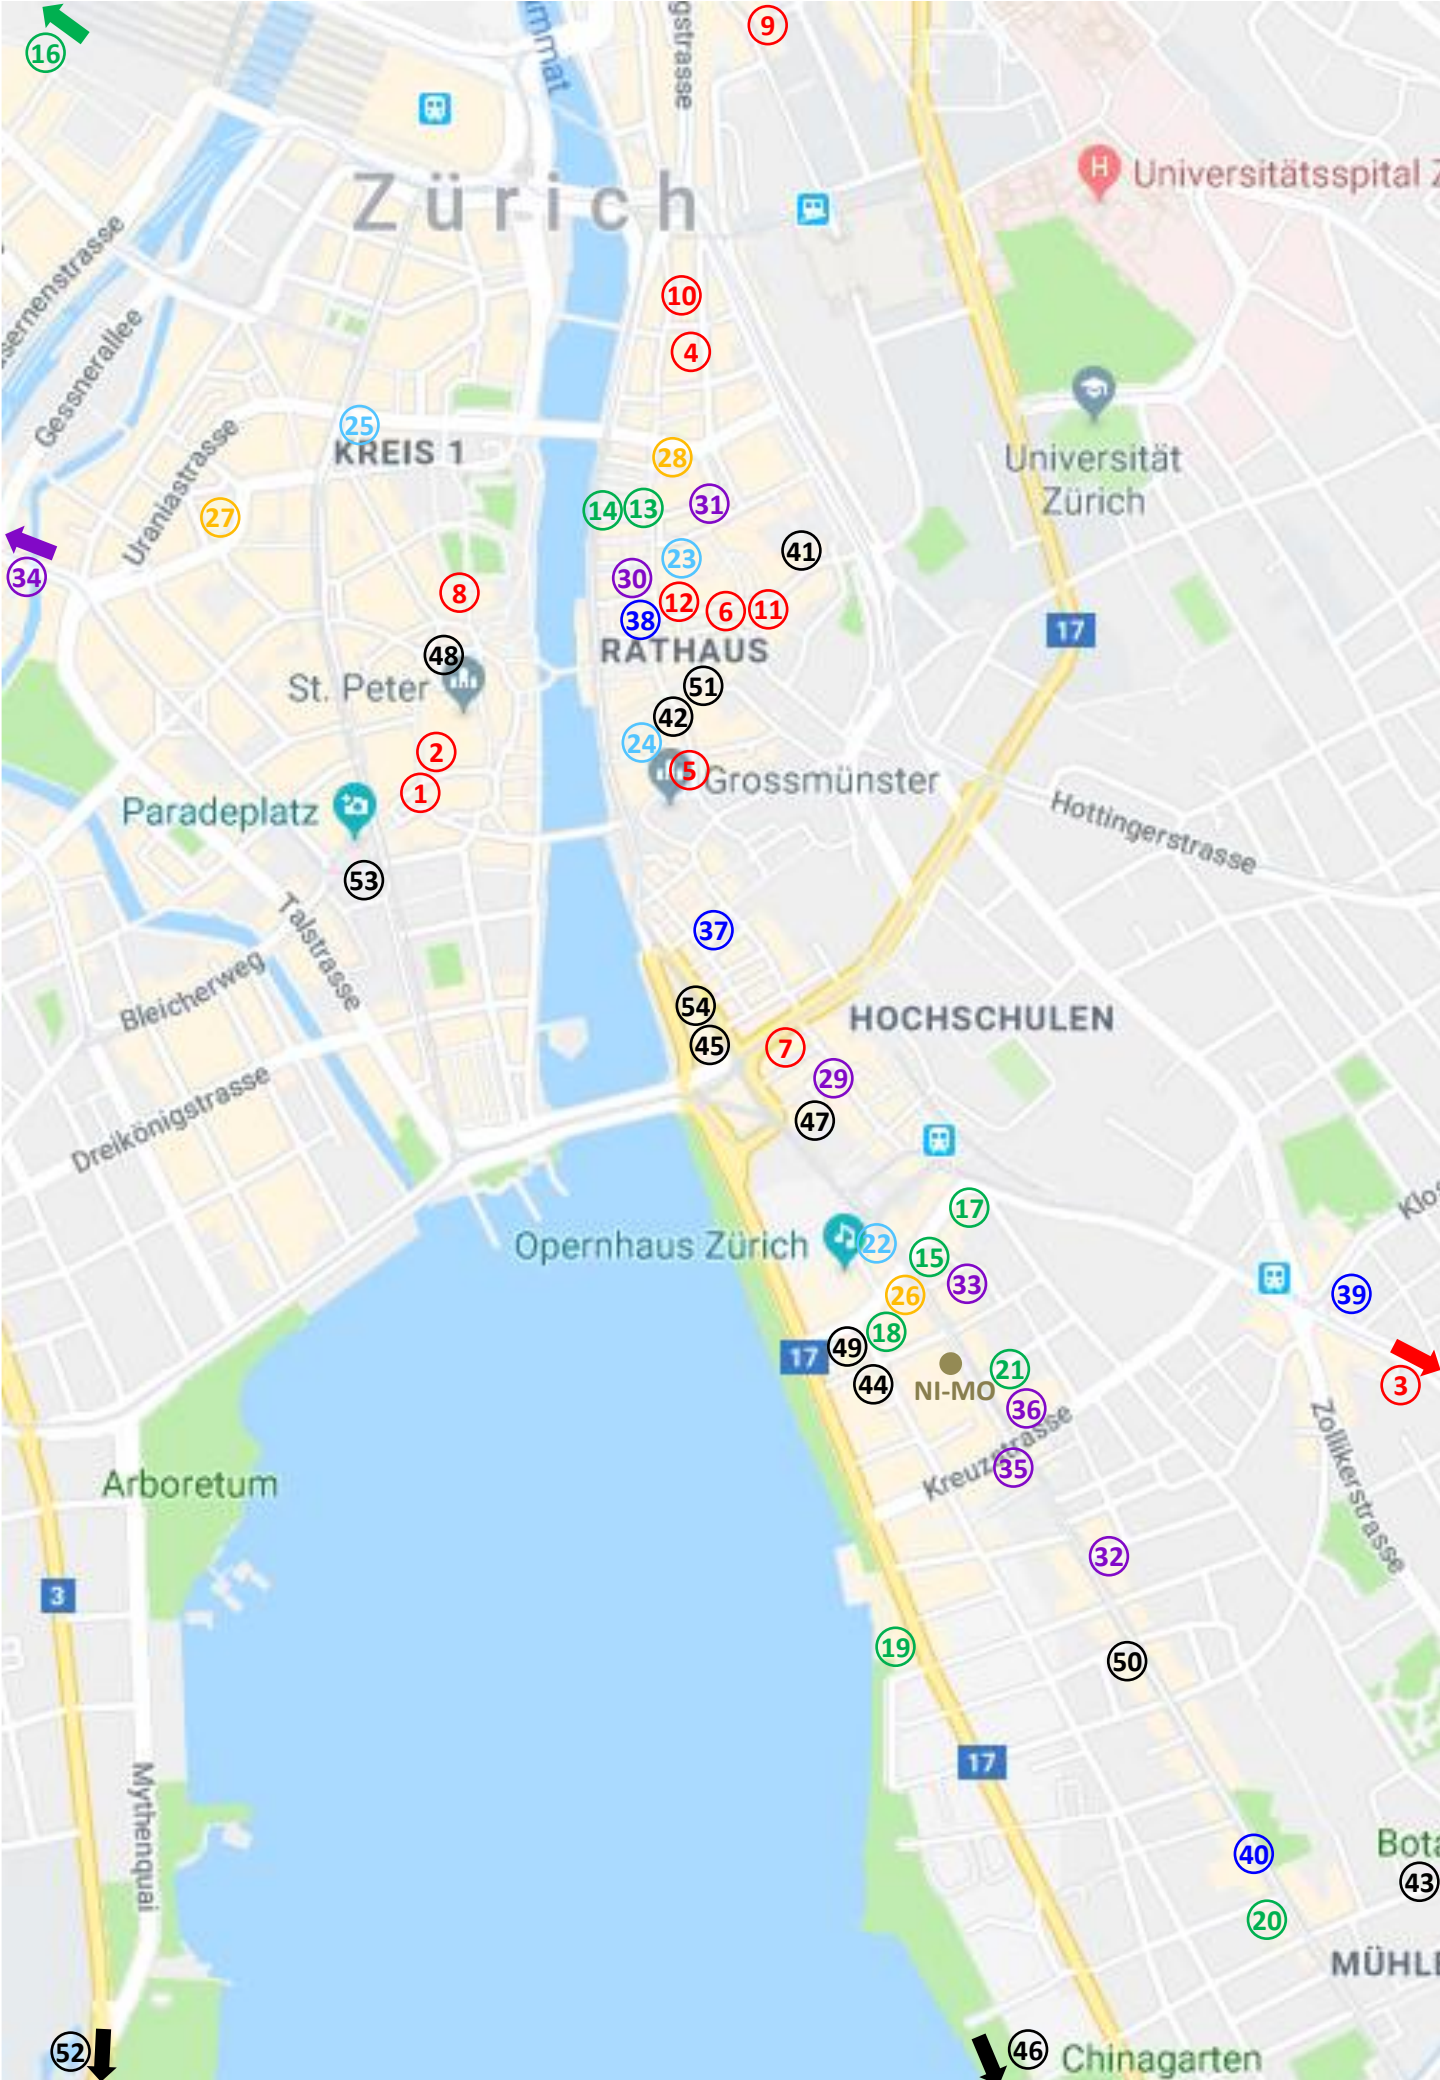 9
16
mmat
gstrasse
H
Universitätsspital Z
Zürich
sernenstrasse
Gessnerallee
10
4
25
KREIS 1
Uraniastrasse
28
Universität
Zürich
27
14
13
31
41
23
34
30
8
12
6
11
38
17
RATHAUS
48
St. Peter
51
42
24
2
5
Grossmünster
1
Paradeplatz
Hottingerstrasse
53
Talstrasse
37
Bleicherweg
54
HOCHSCHULEN
45
7
29
Dreikönigstrasse
47
17
Klos
Opernhaus Zürich
22
15
33
26
39
18
49
17
21
44
NI-MO
3
36
Kreuzstrasse
35
Zollikerstrasse
Arboretum
32
3
19
50
17
Mythenquai
40
Bota
43
20
MÜHLE
52
46
Chinagarten